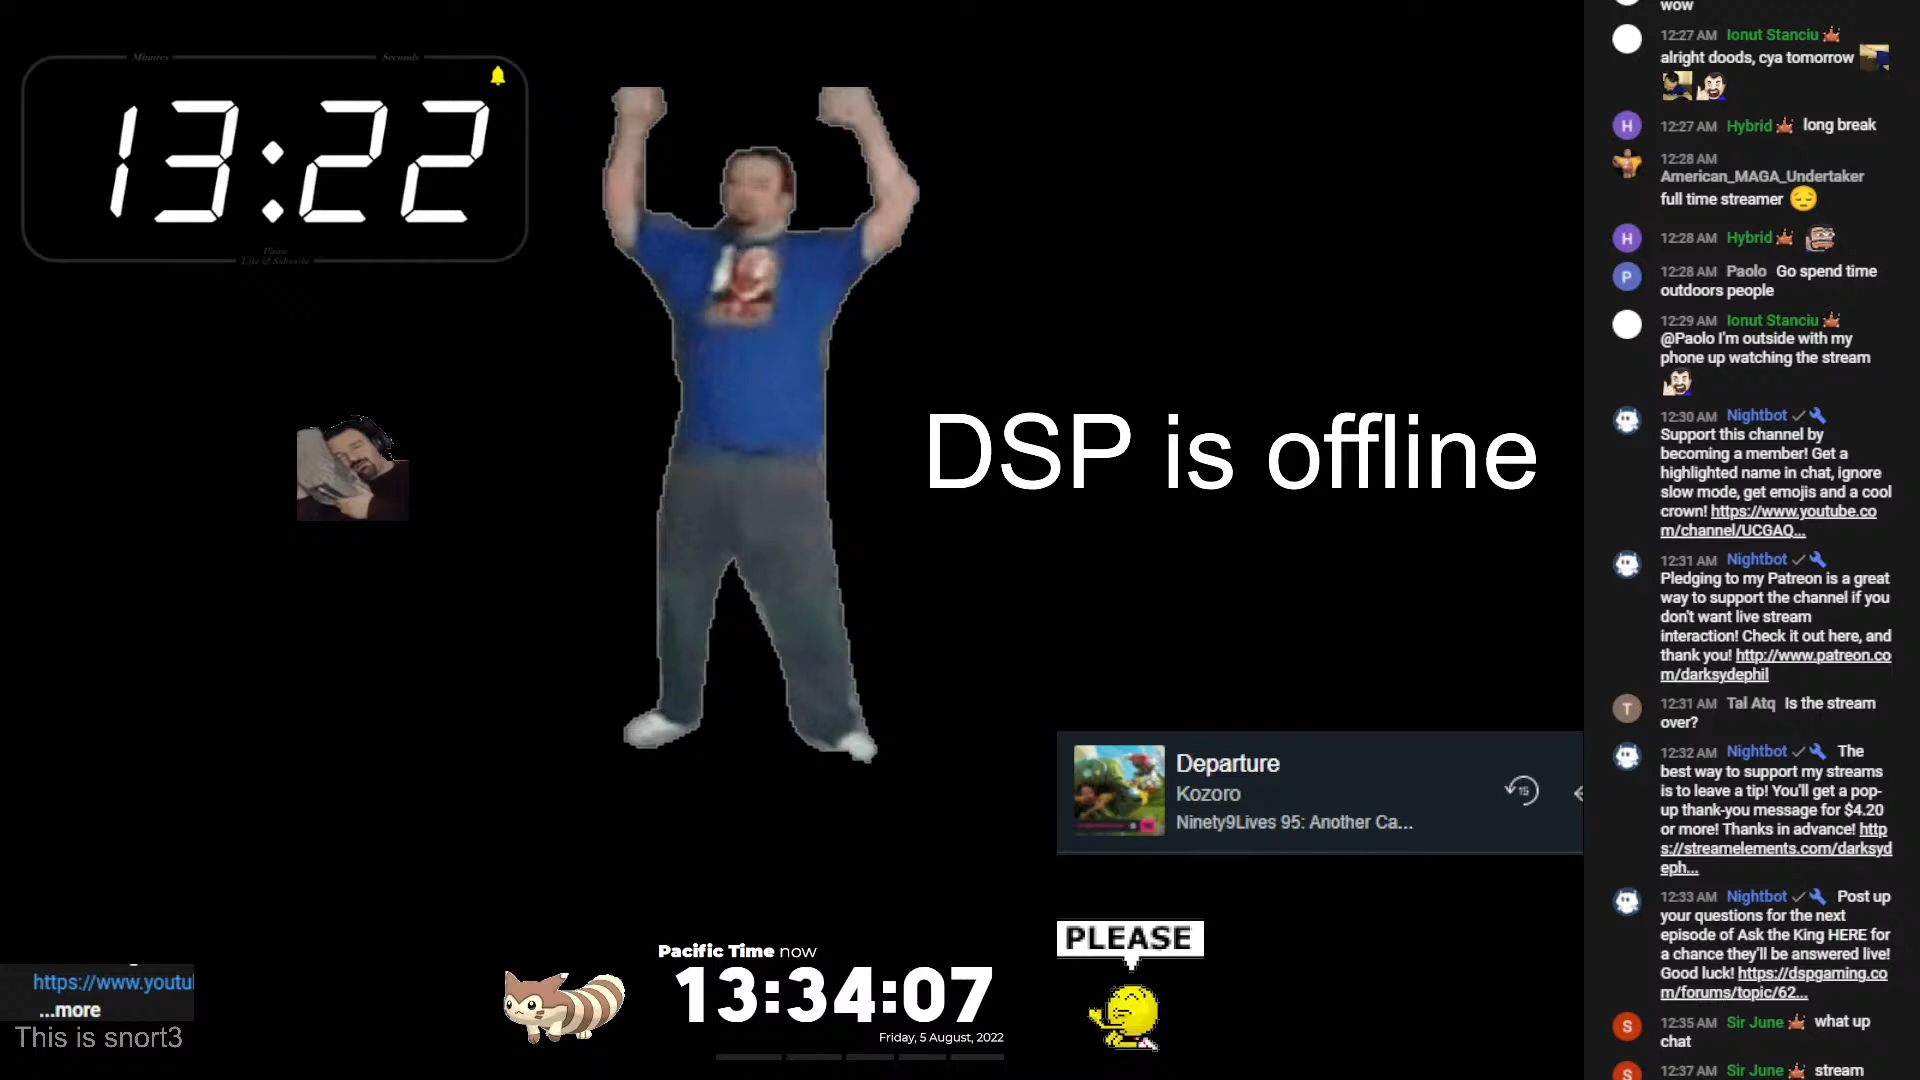 Minutes
Seconds
13:22
Pause
Like & Subscribe
DSP is offline
Departure
Kozoro
Ninety9Lives 95: Another Ca...
15
Pacific Time now
13:34:07
Friday, 5 August, 2022
PLEASE
https://www.youtu
...more
This is snort3
wow
12:27 AM Ionut Stanciu
alright doods, cya tomorrow
H
12:27 AM Hybrid long break
12:28 AM
American_MAGA_Undertaker
full time streamer
H
12:28 AM Hybrid
P
12:28 AM Paolo Go spend time
outdoors people
12:29 AM Ionut Stanciu
@Paolo I'm outside with my
phone up watching the stream
12:30 AM Nightbot
Support this channel by
becoming a member! Get a
highlighted name in chat, ignore
slow mode, get emojis and a cool
crown! https://www.youtube.co
m/channel/UCGAQ...
12:31 AM Nightbot
Pledging to my Patreon is a great
way to support the channel if you
don't want live stream
interaction! Check it out here, and
thank you! http://www.patreon.co
m/darksydephil
T
12:31 AM Tal Atq Is the stream
over?
12:32 AM Nightbot The
best way to support my streams
is to leave a tip! You'll get a pop-
up thank-you message for $4.20
or more! Thanks in advance! http
s://streamelements.com/darksyd
eph...
12:33 AM Nightbot Post up
your questions for the next
episode of Ask the King HERE for
a chance they'll be answered live!
Good luck! https://dspgaming.co
m/forums/topic/62...
S
12:35 AM Sir June what up
chat
S
12:37 AM Sir June stream